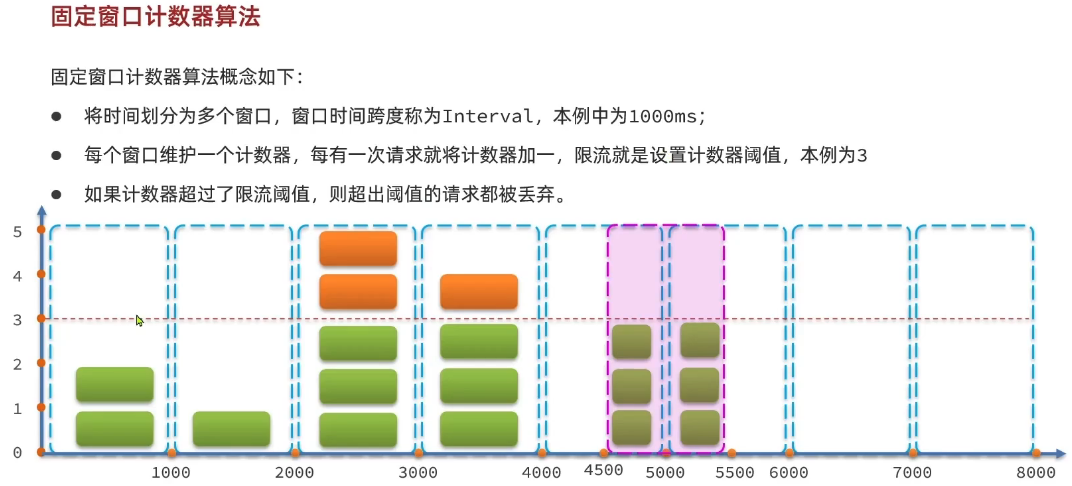 固定窗口计数器算法
固定窗口计数器算法概念如下：
● 将时间划分为多个窗口，窗口时间跨度称为Interval，本例中为1000ms；
● 每个窗口维护一个计数器，每有一次请求就将计数器加一，限流就是设置计数器阈值，本例为3
● 如果计数器超过了限流阈值，则超出阈值的请求都被丢弃。
5
4
3
2
1
0
1000 2000 3000 4000 4500 5000 5500 6000 7000 8000